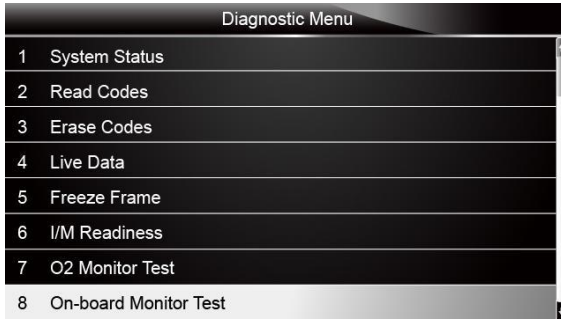 Diagnostic Menu
1 System Status
2 Read Codes
3 Erase Codes
4 Live Data
5 Freeze Frame
6 I/M Readiness
7 O2 Monitor Test
8 On-board Monitor Test